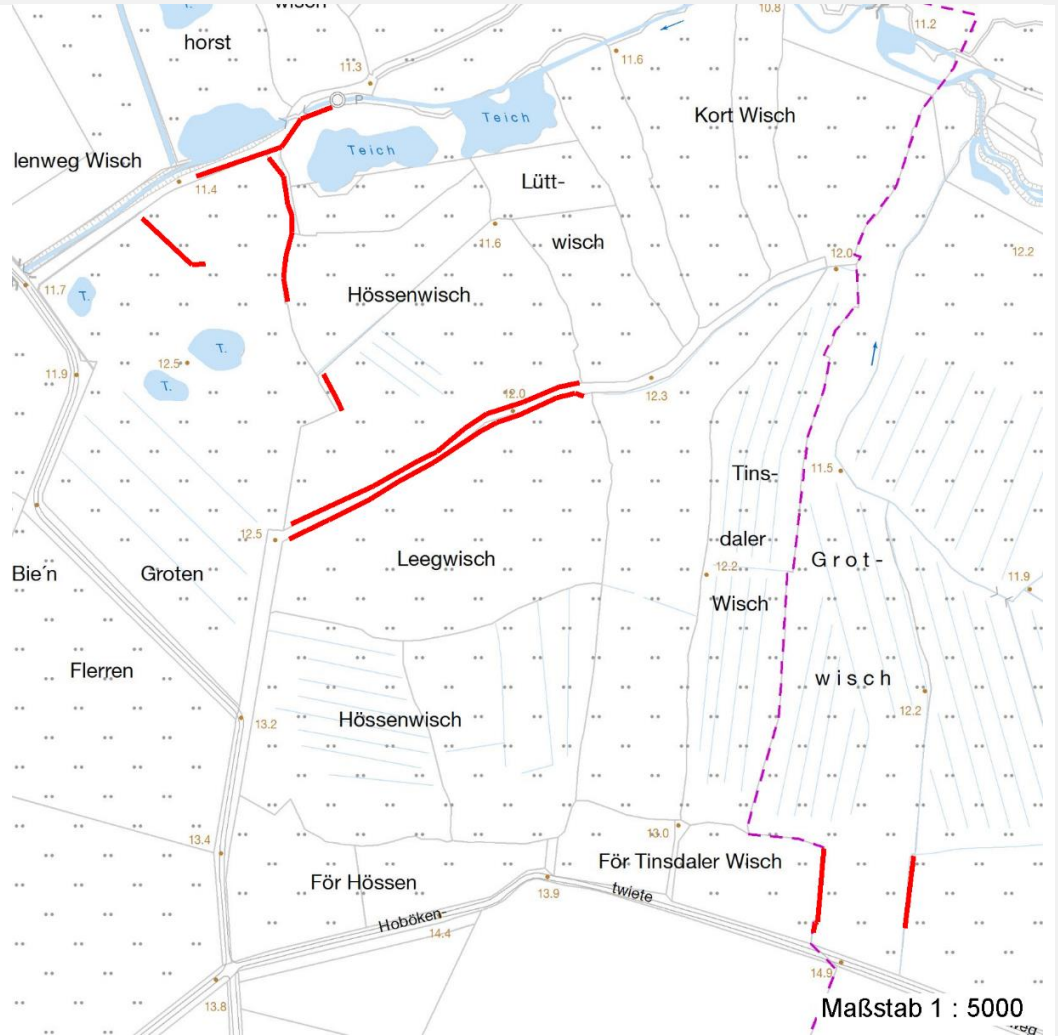 T.
wisch
10.8
11.2
horst
11.3
11.6
P
Teich
Kort Wisch
Teich
lenweg Wisch
11.4
Lütt-
11.6
wisch
12.2
12.0
11.7
T.
Hössenwisch
T.
12.5
11.9
T.
12.0
12.3
Tins-
11.5
12.5
daler
Leegwisch
Grot-
12.2
Bie´n
Groten
11.9
Wisch
Flerren
wisch
12.2
13.2
Hössenwisch
13.0
13.4
För Tinsdaler Wisch
För Hössen
13.9
twiete
Hoböken-
14.4
14.9
13.8
Maßstab 1 : 5000
weg